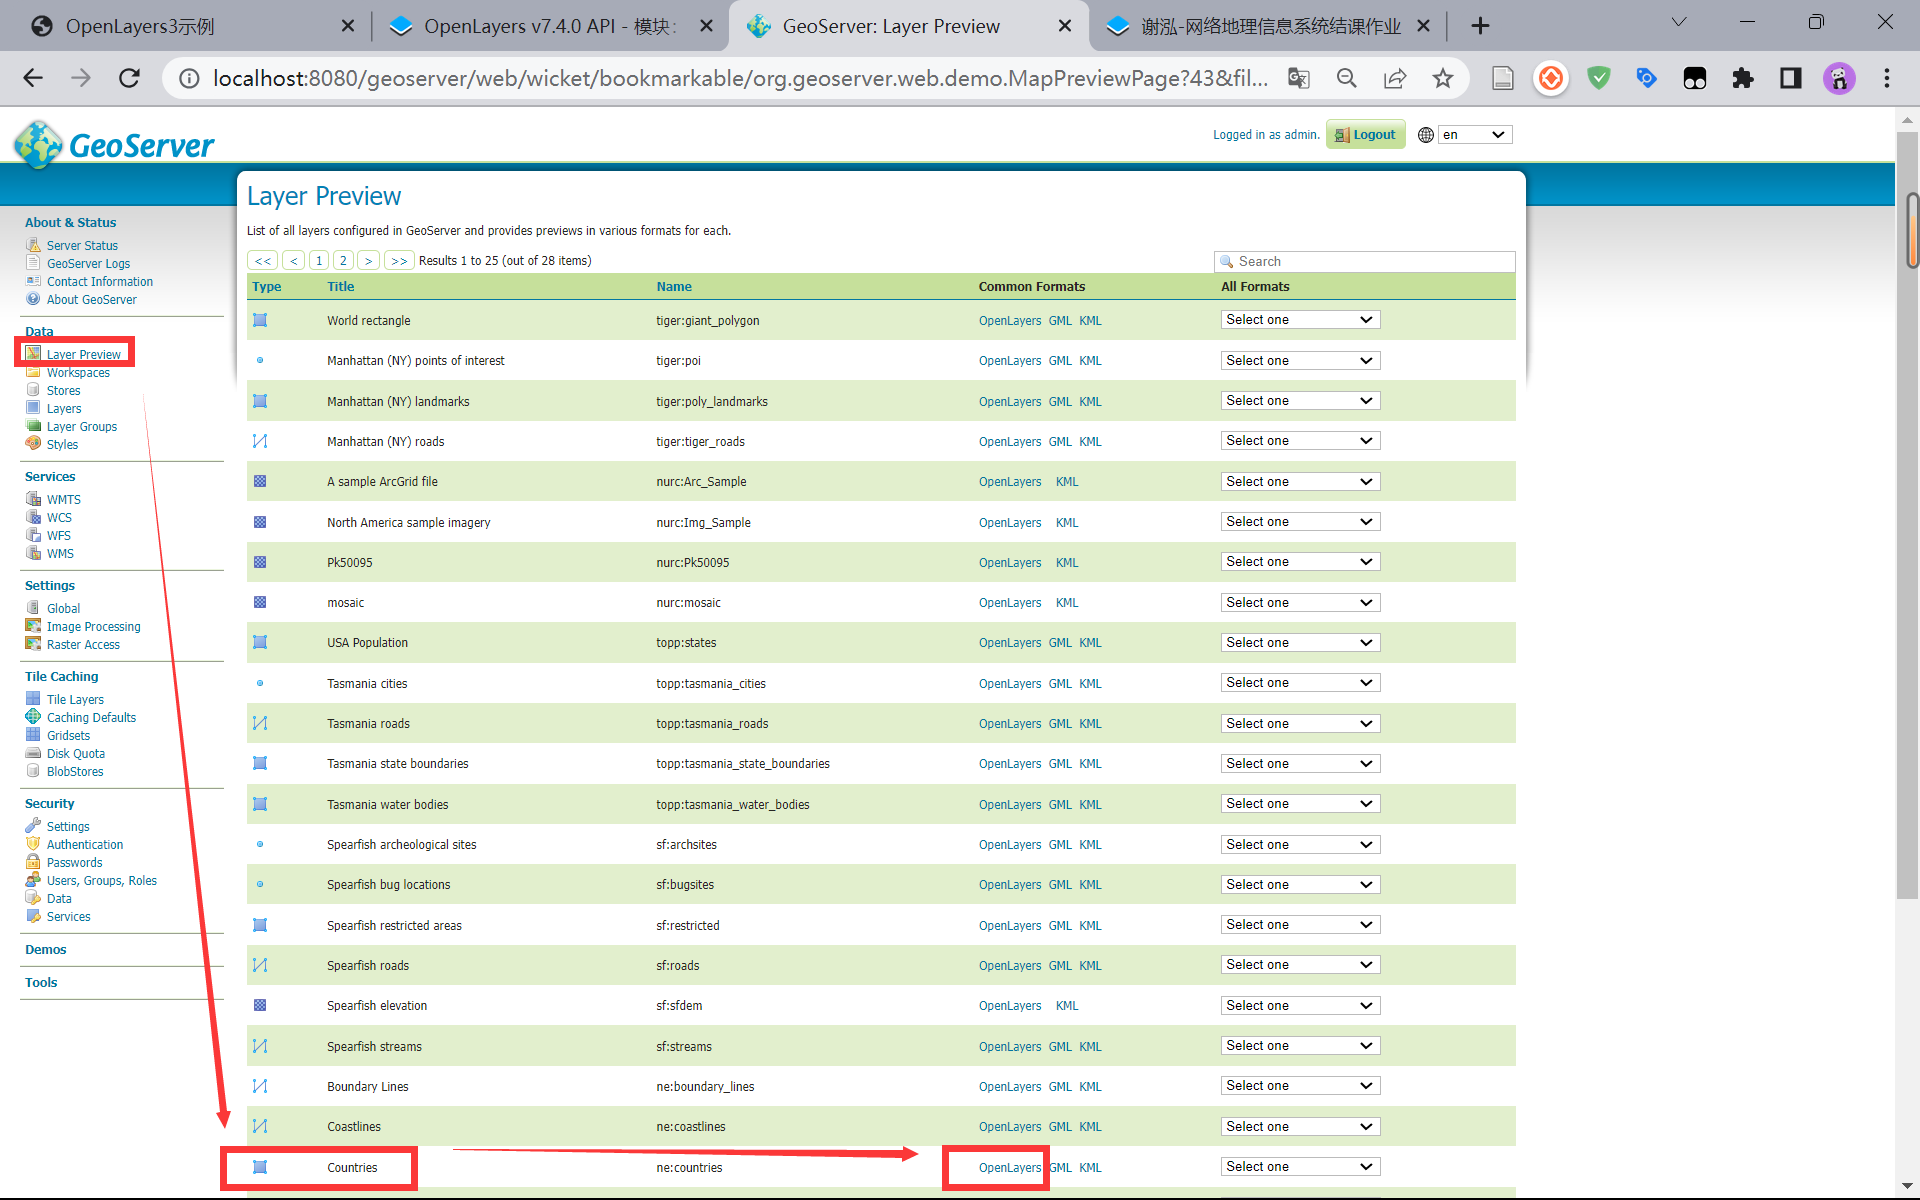 OpenLayers3示例
OpenLayers v7.4.0 API - 模块:
GeoServer: Layer Preview
谢泓-网络地理信息系统结课作业
localhost:8080/geoserver/web/wicket/bookmarkable/org.geoserver.web.demo.MapPreviewPage?43&fil...
GeoServer
Logged in as admin. Logout en
About & Status
Server Status
GeoServer Logs
Contact Information
About GeoServer
Data
Layer Preview
Workspaces
Stores
Layers
Layer Groups
Styles
Services
WMTS
WCS
WFS
WMS
Settings
Global
Image Processing
Raster Access
Tile Caching
Tile Layers
Caching Defaults
Gridsets
Disk Quota
BlobStores
Security
Settings
Authentication
Passwords
Users, Groups, Roles
Data
Services
Demos
Tools
Layer Preview
List of all layers configured in GeoServer and provides previews in various formats for each.
<< < 1 2 > >> Results 1 to 25 (out of 28 items) Search
Type Title Name Common Formats All Formats
World rectangle tiger:giant_polygon OpenLayers GML KML Select one
Manhattan (NY) points of interest tiger:poi OpenLayers GML KML Select one
Manhattan (NY) landmarks tiger:poly_landmarks OpenLayers GML KML Select one
Manhattan (NY) roads tiger:tiger_roads OpenLayers GML KML Select one
A sample ArcGrid file nurc:Arc_Sample OpenLayers KML Select one
North America sample imagery nurc:Img_Sample OpenLayers KML Select one
Pk50095 nurc:Pk50095 OpenLayers KML Select one
mosaic nurc:mosaic OpenLayers KML Select one
USA Population topp:states OpenLayers GML KML Select one
Tasmania cities topp:tasmania_cities OpenLayers GML KML Select one
Tasmania roads topp:tasmania_roads OpenLayers GML KML Select one
Tasmania state boundaries topp:tasmania_state_boundaries OpenLayers GML KML Select one
Tasmania water bodies topp:tasmania_water_bodies OpenLayers GML KML Select one
Spearfish archeological sites sf:archsites OpenLayers GML KML Select one
Spearfish bug locations sf:bugsites OpenLayers GML KML Select one
Spearfish restricted areas sf:restricted OpenLayers GML KML Select one
Spearfish roads sf:roads OpenLayers GML KML Select one
Spearfish elevation sf:sfdem OpenLayers KML Select one
Spearfish streams sf:streams OpenLayers GML KML Select one
Boundary Lines ne:boundary_lines OpenLayers GML KML Select one
Coastlines ne:coastlines OpenLayers GML KML Select one
Countries ne:countries OpenLayers GML KML Select one